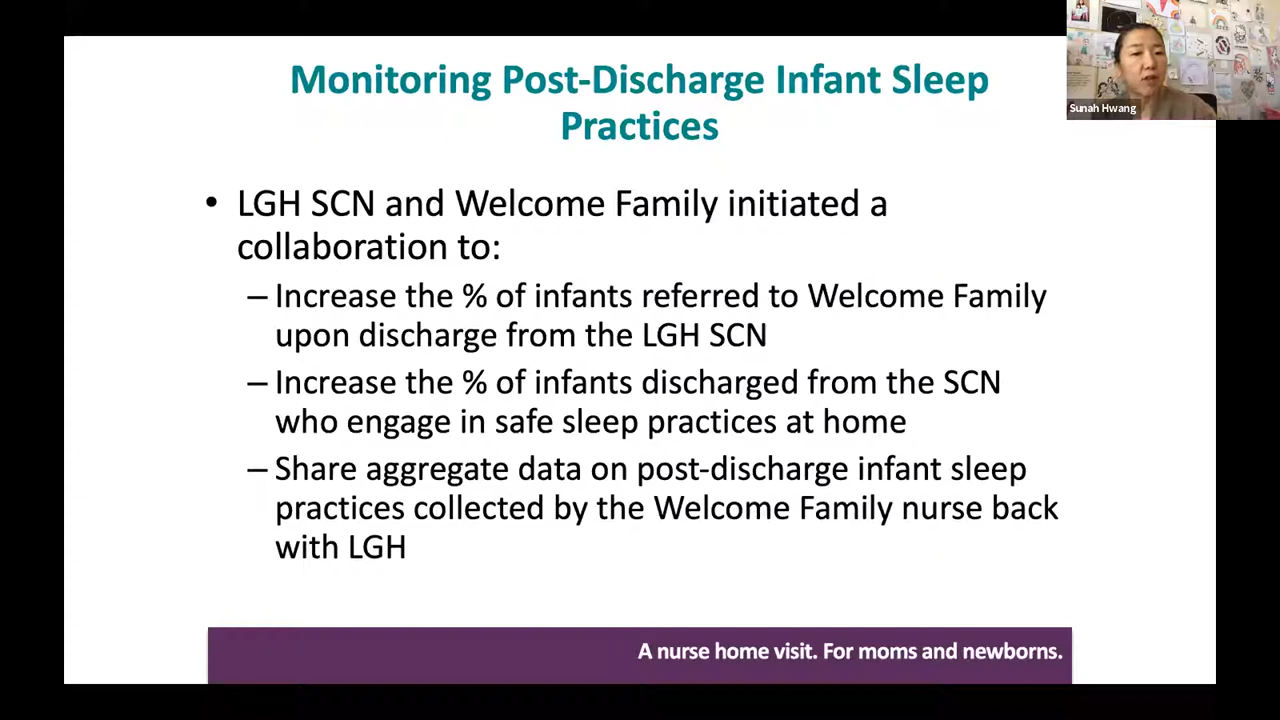 Monitoring Post-Discharge Infant Sleep
Practices
Sunah Hwang
• LGH SCN and Welcome Family initiated a
collaboration to:
– Increase the % of infants referred to Welcome Family
upon discharge from the LGH SCN
– Increase the % of infants discharged from the SCN
who engage in safe sleep practices at home
– Share aggregate data on post-discharge infant sleep
practices collected by the Welcome Family nurse back
with LGH
A nurse home visit. For moms and newborns.